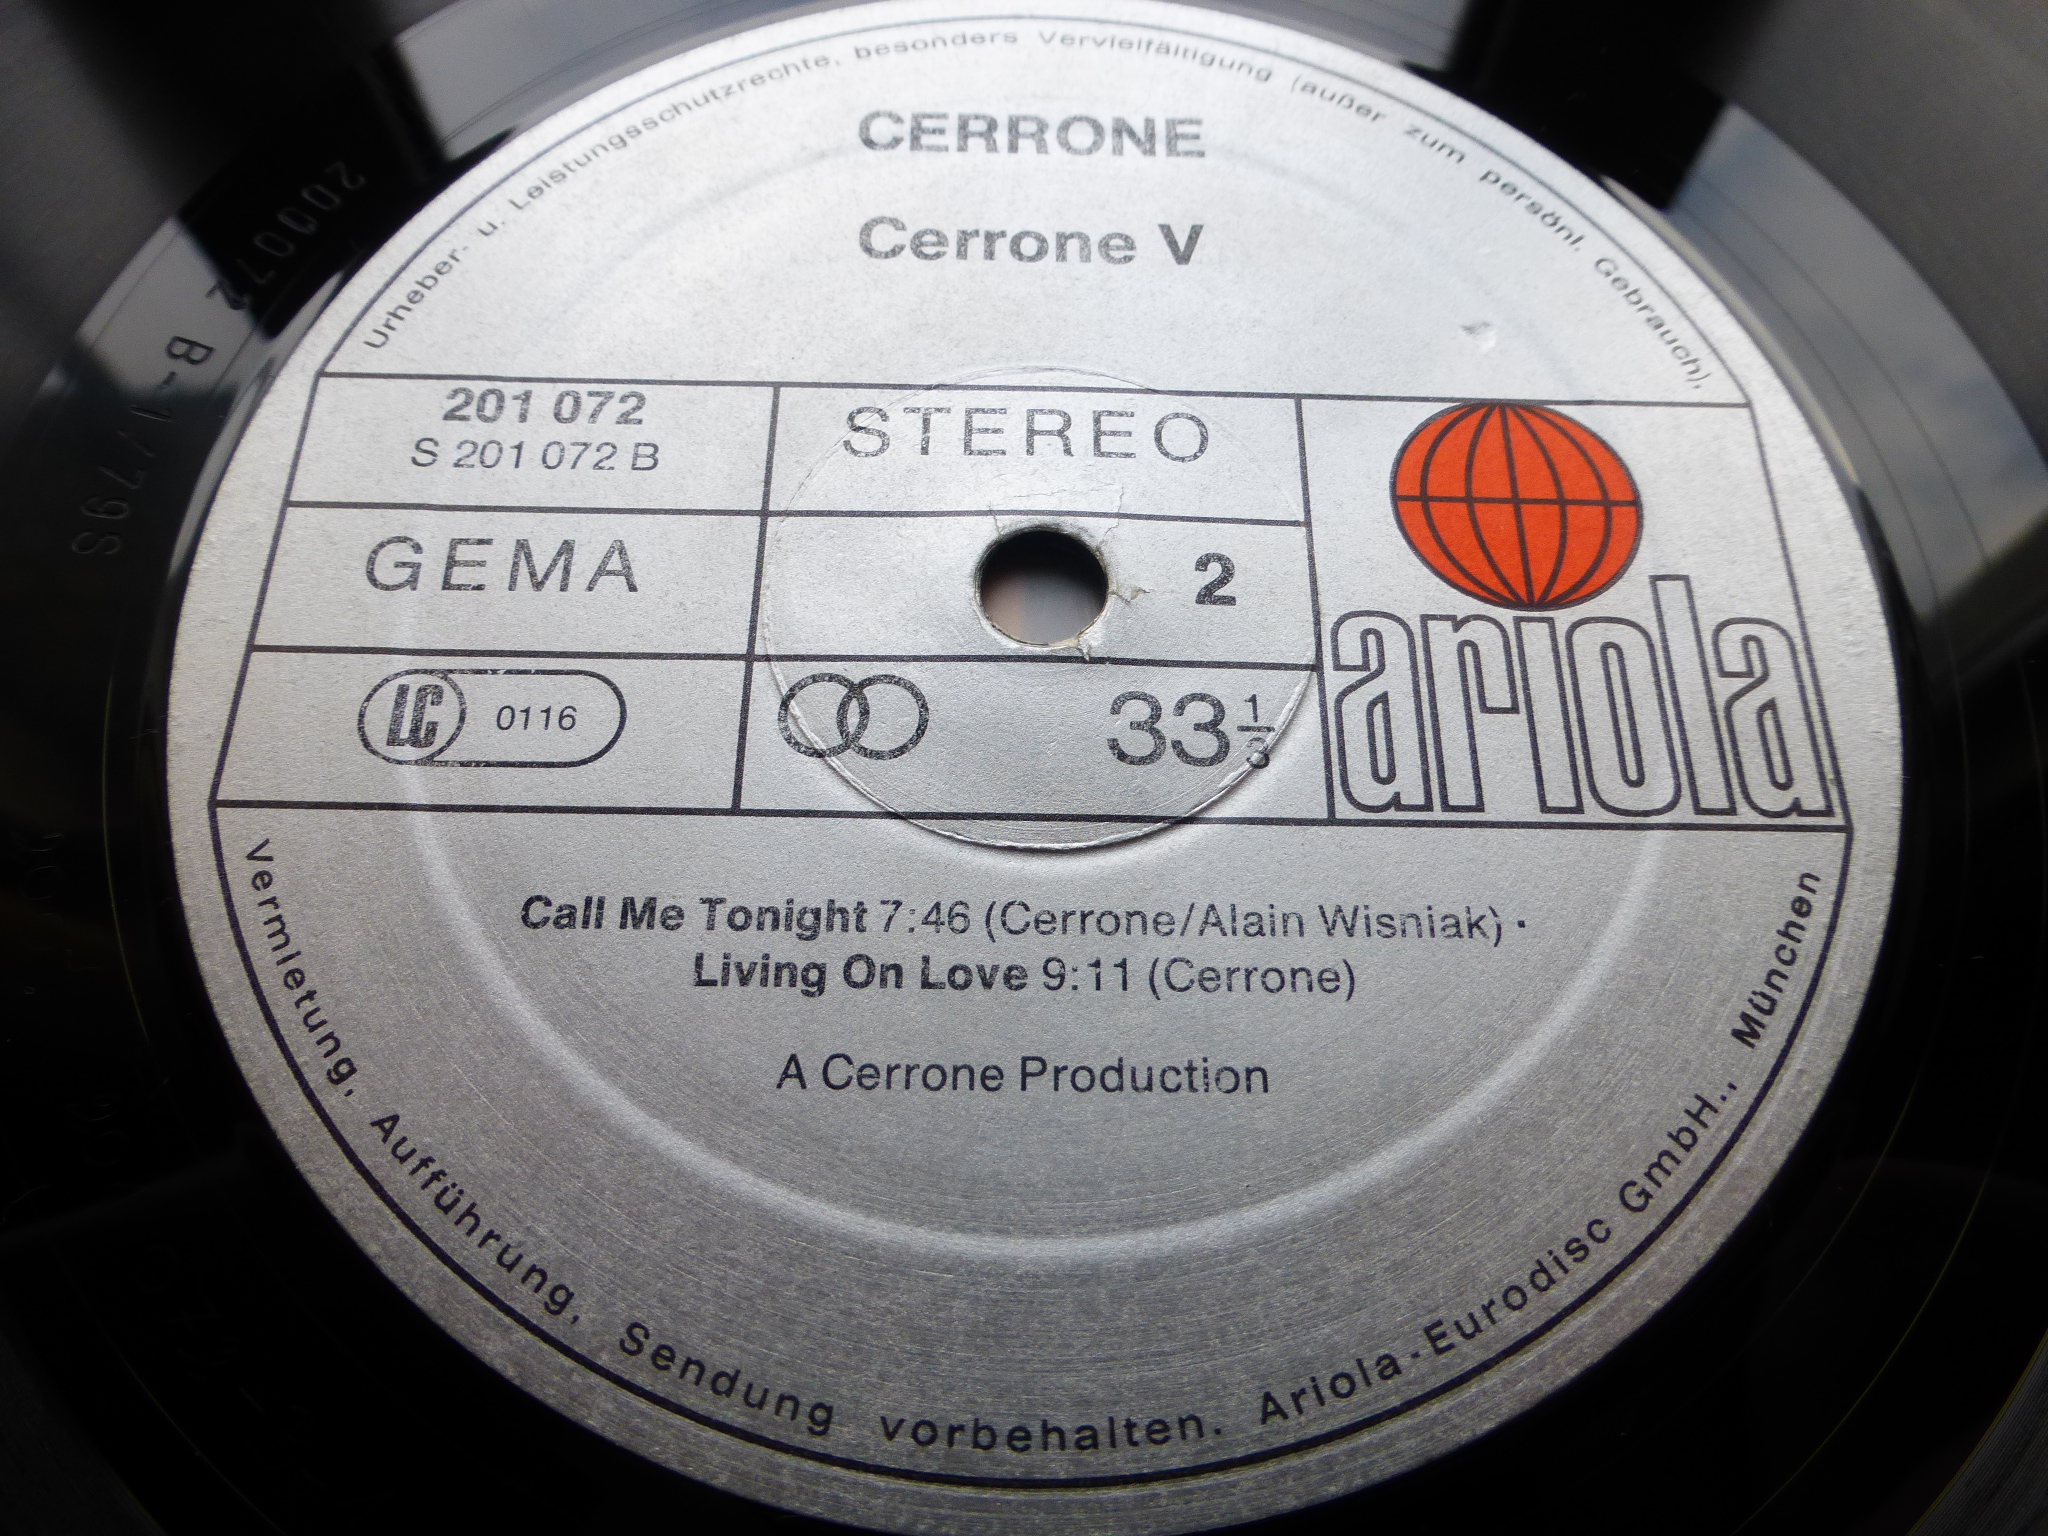 Urheber- u. Leistungsschutzrechte, besonders Vervielfältigung (außer zum persönl. Gebrauch),
CERRONE
Cerrone V
201 072
S 201 072 B
STEREO
GEMA
2
LC 0116
33 1/3
ariola
Call Me Tonight 7:46 (Cerrone/Alain Wisniak) ·
Living On Love 9:11 (Cerrone)
A Cerrone Production
Vermietung, Aufführung, Sendung vorbehalten. Ariola-Eurodisc GmbH., München